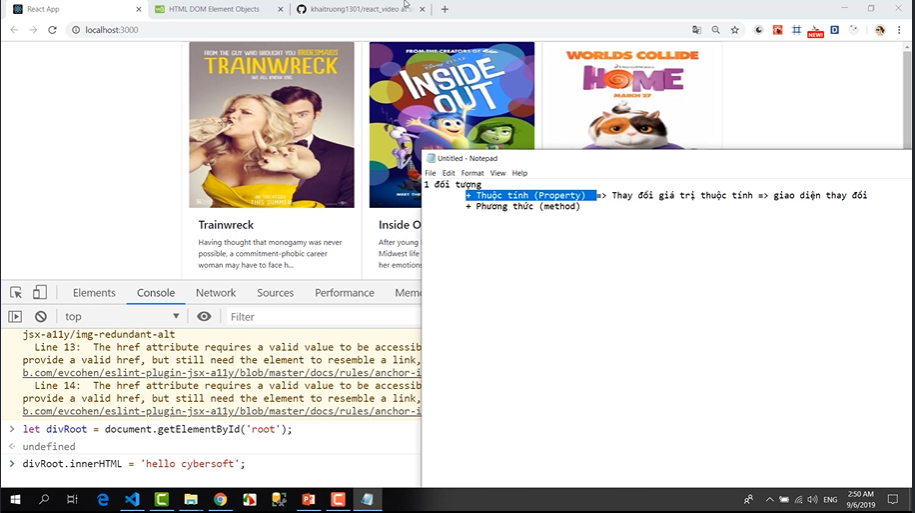 React App
HTML DOM Element Objects
khaitruong1301/react_video at
localhost:3000
NEW!
FROM THE GUY WHO BROUGHT YOU BRIDESMAIDS
TRAINWRECK
WE ALL KNOW ONE.
THIS SUMMER
FROM THE CREATORS OF
DISNEY PIXAR
INSIDE
OUT
WORLDS COLLIDE
HOME
MARCH 27
Trainwreck
Having thought that monogamy was never
possible, a commitment-phobic career
woman may have to face h...
Inside O
After young
Midwest life
her emotions
Untitled - Notepad
File Edit Format View Help
1 đối tượng
+ Thuộc tính (Property) => Thay đổi giá trị thuộc tính => giao diện thay đổi
+ Phương thức (method)
Elements Console Network Sources Performance Memo
top Filter
jsx-a11y/img-redundant-alt
Line 13: The href attribute requires a valid value to be accessib
provide a valid href, but still need the element to resemble a link,
b.com/evcohen/eslint-plugin-jsx-a11y/blob/master/docs/rules/anchor-i
Line 14: The href attribute requires a valid value to be accessib
provide a valid href, but still need the element to resemble a link,
b.com/evcohen/eslint-plugin-jsx-a11y/blob/master/docs/rules/anchor-i
> let divRoot = document.getElementById('root');
undefined
> divRoot.innerHTML = 'hello cybersoft';
ENG
2:50 AM
9/6/2019